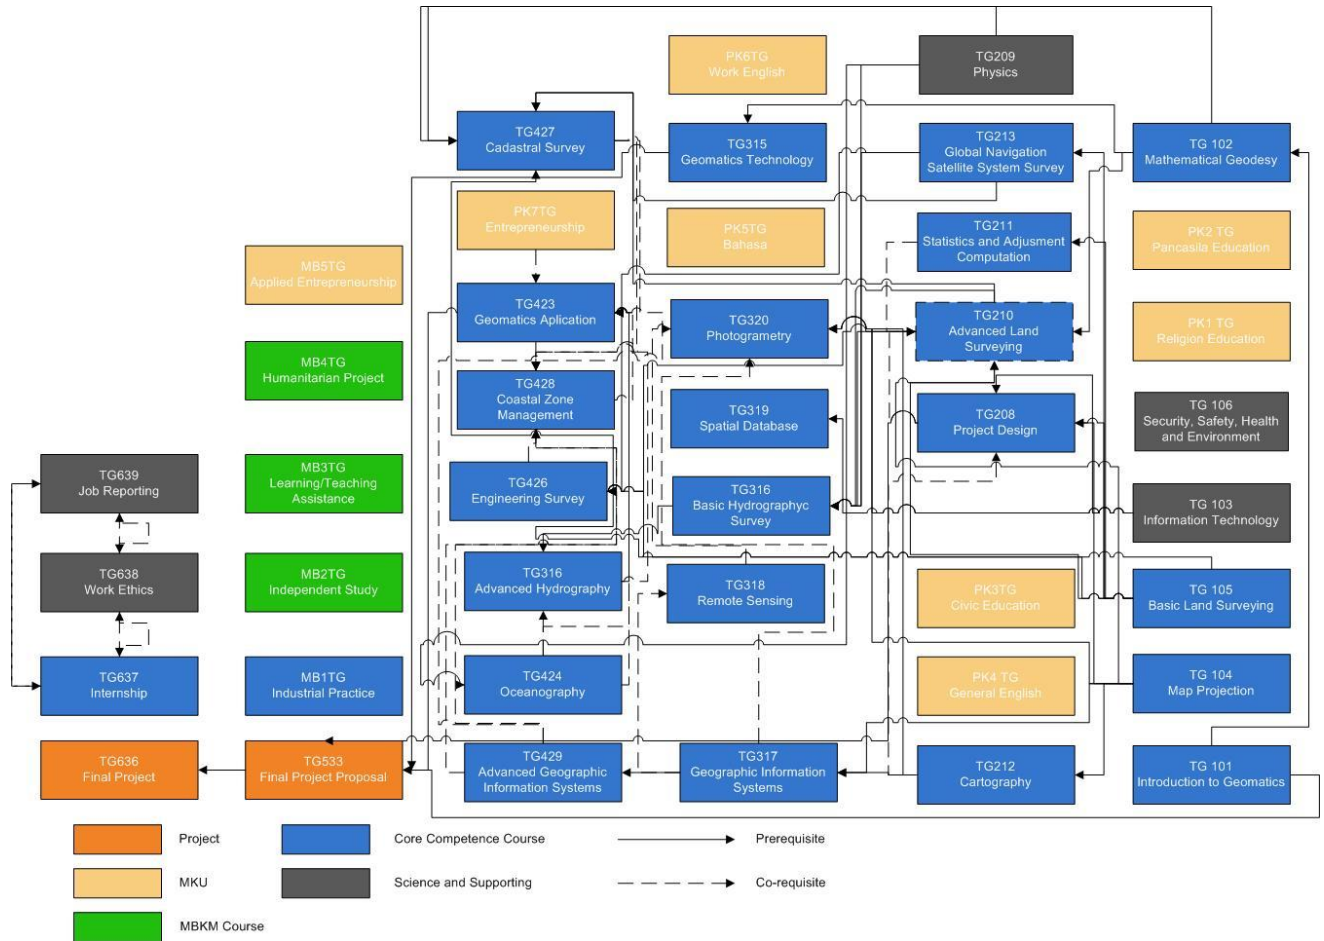 PK6TG
Work English
TG209
Physics
TG427
Cadastral Survey
TG315
Geomatics Technology
TG213
Global Navigation
Satellite System Survey
TG 102
Mathematical Geodesy
PK7TG
Entrepreneurship
PK5TG
Bahasa
TG211
Statistics and Adjusment
Computation
PK2 TG
Pancasila Education
MB5TG
Applied Entrepreneurship
TG423
Geomatics Aplication
TG320
Photogrametry
TG210
Advanced Land
Surveying
PK1 TG
Religion Education
MB4TG
Humanitarian Project
TG428
Coastal Zone
Management
TG319
Spatial Database
TG208
Project Design
TG 106
Security, Safety, Health
and Environment
TG639
Job Reporting
MB3TG
Learning/Teaching
Assistance
TG426
Engineering Survey
TG316
Basic Hydrographyc
Survey
TG 103
Information Technology
TG638
Work Ethics
MB2TG
Independent Study
TG316
Advanced Hydrography
TG318
Remote Sensing
PK3TG
Civic Education
TG 105
Basic Land Surveying
TG637
Internship
MB1TG
Industrial Practice
TG424
Oceanography
PK4 TG
General English
TG 104
Map Projection
TG636
Final Project
TG533
Final Project Proposal
TG429
Advanced Geographic
Information Systems
TG317
Geographic Information
Systems
TG212
Cartography
TG 101
Introduction to Geomatics
Project
Core Competence Course
Prerequisite
MKU
Science and Supporting
Co-requisite
MBKM Course